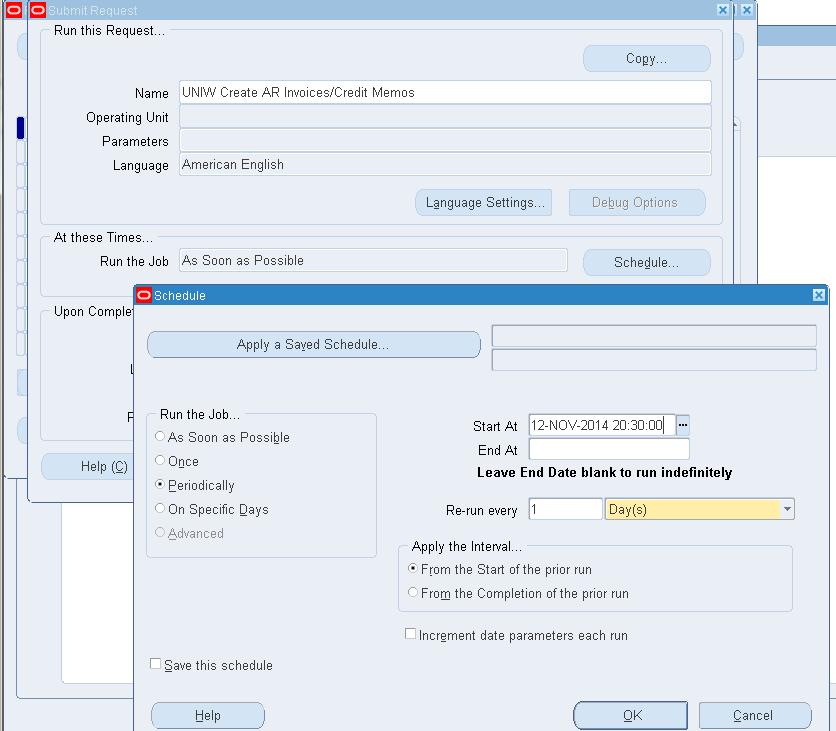 Submit Request
Run this Request...
Copy...
Name UNIW Create AR Invoices/Credit Memos
Operating Unit
Parameters
Language American English
Language Settings... Debug Options
At these Times...
Run the Job As Soon as Possible Schedule...
Schedule
Upon Complet
Apply a Saved Schedule...
Run the Job...
As Soon as Possible
Once
Periodically
On Specific Days
Advanced
Start At 12-NOV-2014 20:30:00 ...
End At
Leave End Date blank to run indefinitely
Re-run every 1 Day(s)
Apply the Interval...
From the Start of the prior run
From the Completion of the prior run
Increment date parameters each run
Help (C)
Save this schedule
Help OK Cancel